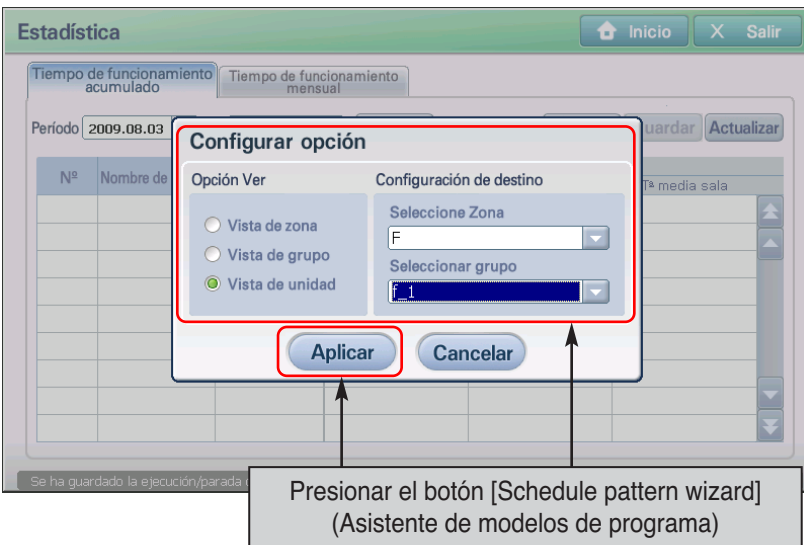 Estadística
Inicio
X Salir
Tiempo de funcionamiento
acumulado
Tiempo de funcionamiento
mensual
Período 2009.08.03
uardar
Actualizar
Configurar opción
Nº
Nombre de
Tª media sala
Opción Ver
Configuración de destino
Vista de zona
Vista de grupo
Vista de unidad
Seleccione Zona
F
Seleccionar grupo
f_1
Aplicar
Cancelar
Se ha guardado la ejecución/parada
Presionar el botón [Schedule pattern wizard]
(Asistente de modelos de programa)